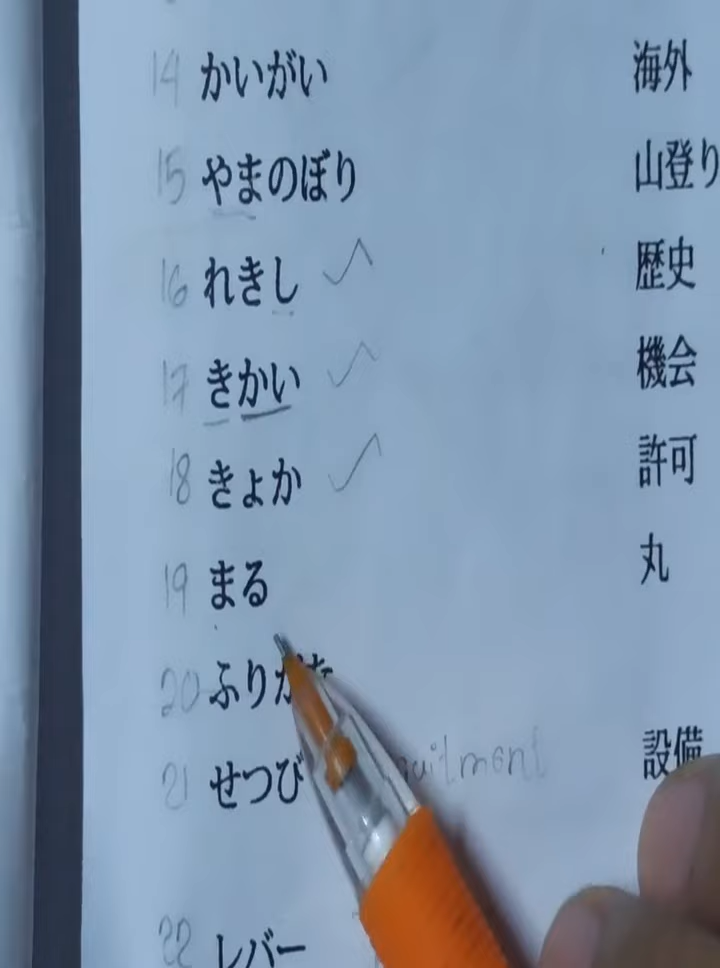 14 かいがい 海外
15 やまのぼり 山登り
16 れきし 歴史
17 きかい 機会
18 きょか 許可
19 まる 丸
20 ふりがな
21 せつび 設備
22 レバー